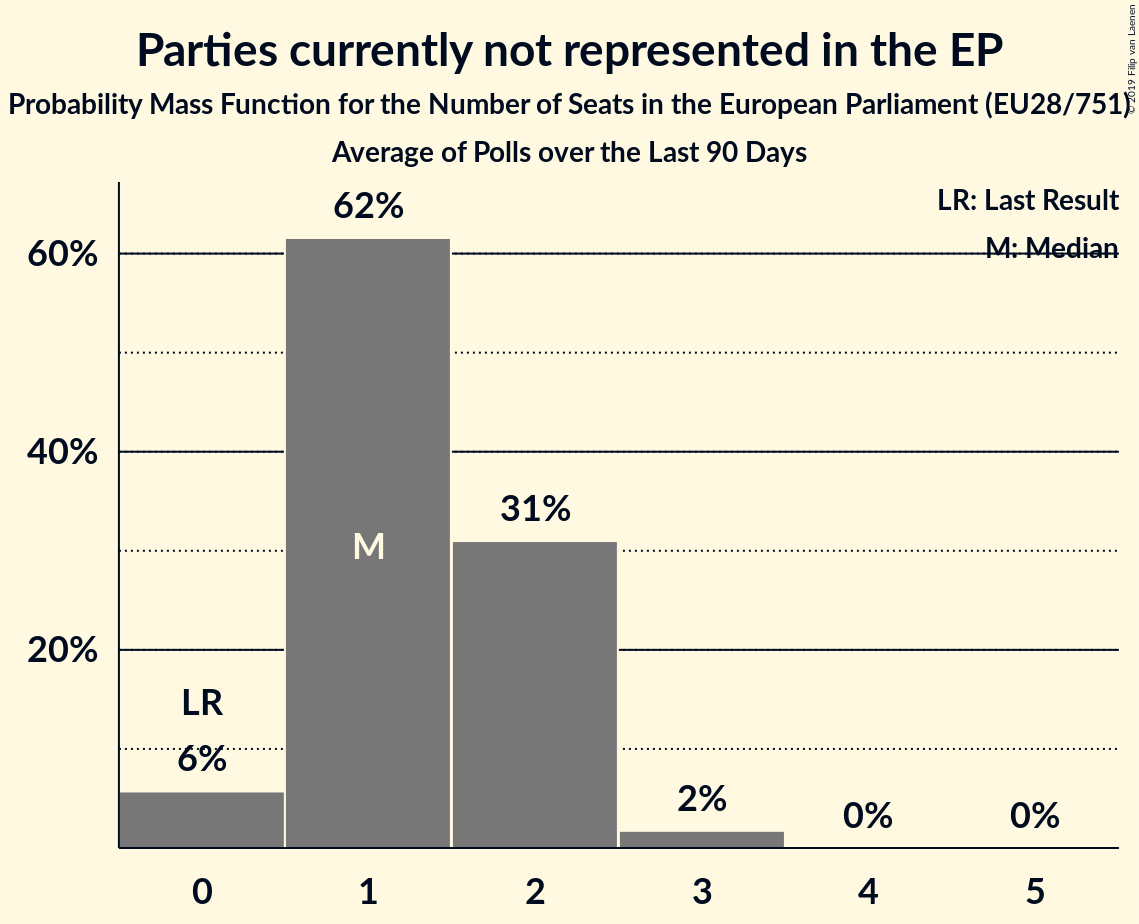 Parties currently not represented in the EP
Probability Mass Function for the Number of Seats in the European Parliament (EU28/751)
Average of Polls over the Last 90 Days
© 2019 Filip van Laenen
LR: Last Result
M: Median
62%
60%
40%
31%
M
20%
LR
6%
2%
0%
0%
0
1
2
3
4
5